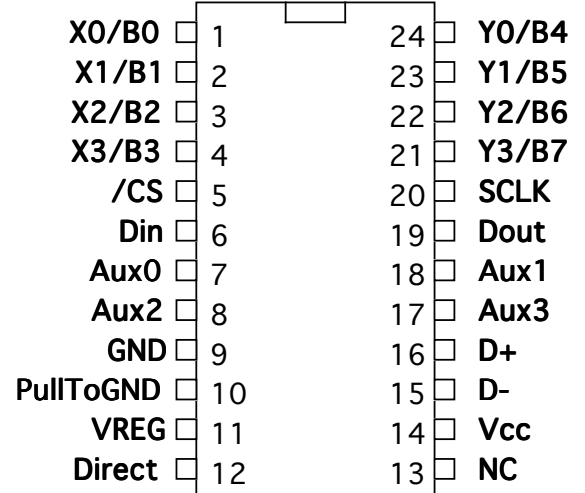 X0/B0 1 24 Y0/B4
X1/B1 2 23 Y1/B5
X2/B2 3 22 Y2/B6
X3/B3 4 21 Y3/B7
/CS 5 20 SCLK
Din 6 19 Dout
Aux0 7 18 Aux1
Aux2 8 17 Aux3
GND 9 16 D+
PullToGND 10 15 D-
VREG 11 14 Vcc
Direct 12 13 NC